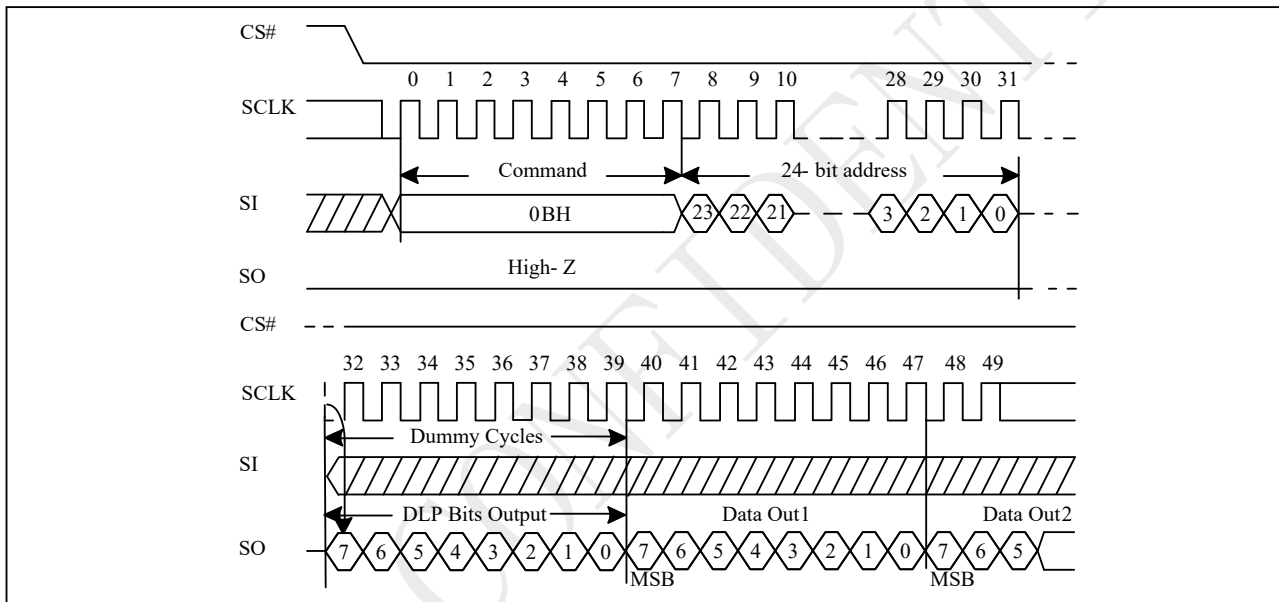 CS#
0 1 2 3 4 5 6 7 8 9 10 28 29 30 31
SCLK
Command 24- bit address
SI 0BH 23 22 21 3 2 1 0
High- Z
SO
CS#
32 33 34 35 36 37 38 39 40 41 42 43 44 45 46 47 48 49
SCLK
Dummy Cycles
SI
DLP Bits Output Data Out1 Data Out2
SO 7 6 5 4 3 2 1 0 7 6 5 4 3 2 1 0 7 6 5
MSB MSB
CONFIDENT